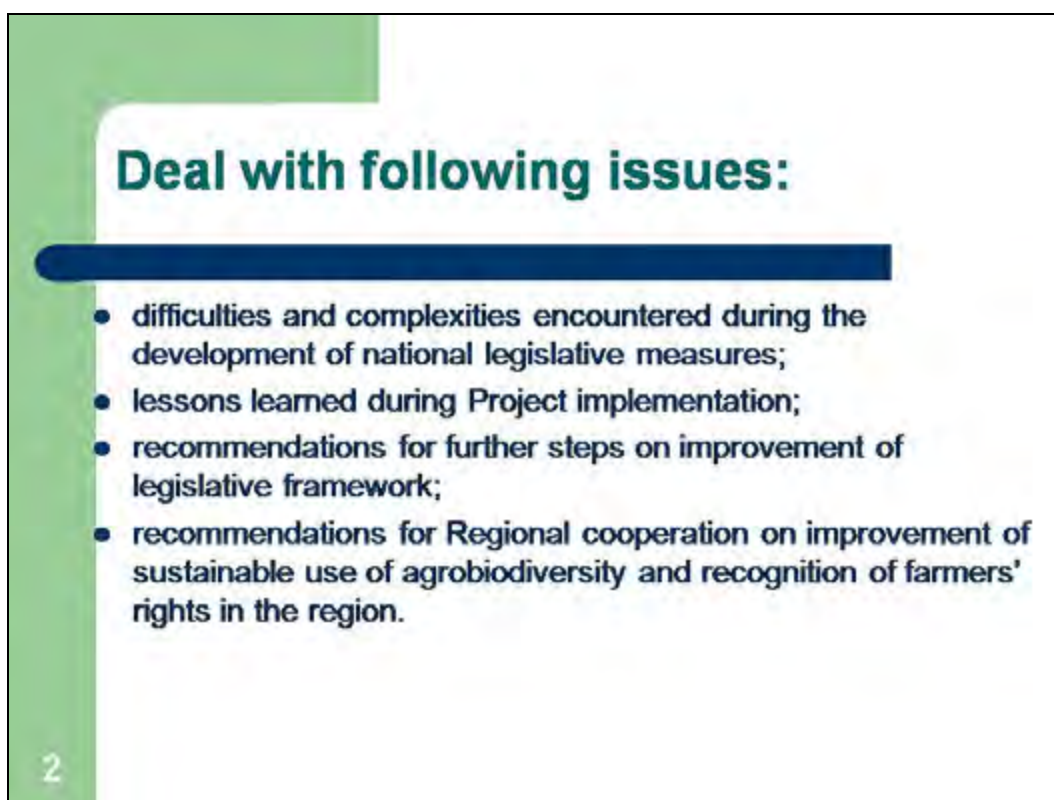 Deal with following issues:
• difficulties and complexities encountered during the
development of national legislative measures;
• lessons learned during Project implementation;
• recommendations for further steps on improvement of
legislative framework;
• recommendations for Regional cooperation on improvement of
sustainable use of agrobiodiversity and recognition of farmers'
rights in the region.
2